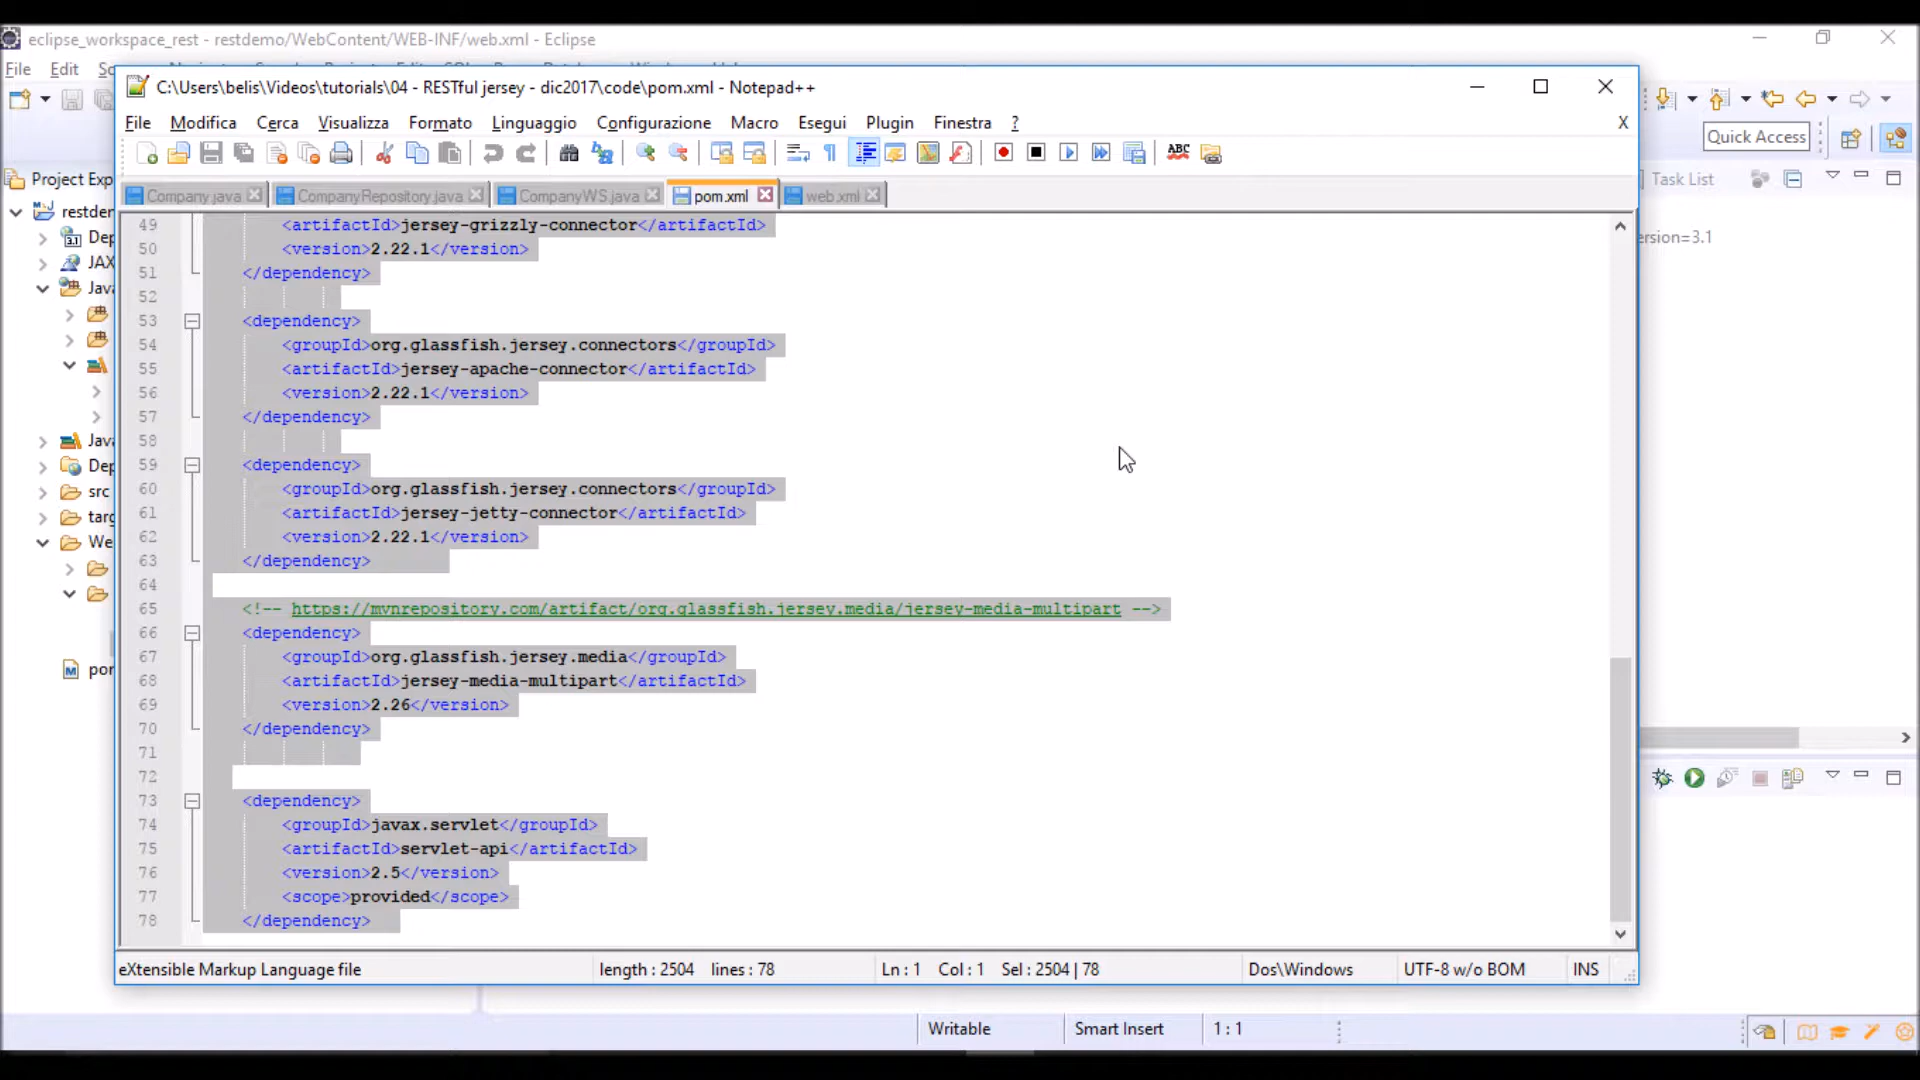 eclipse_workspace_rest - restdemo/WebContent/WEB-INF/web.xml - Eclipse
File Edit
C:\Users\belis\Videos\tutorials\04 - RESTful jersey - dic2017\code\pom.xml - Notepad++
File Modifica Cerca Visualizza Formato Linguaggio Configurazione Macro Esegui Plugin Finestra ? X
Quick Access
Company.java CompanyRepository.java CompanyWS.java pom.xml web.xml
Project Exp
Task List
restder
Dep
JAX
Java
Java
Dep
src
targ
We
por
ersion=3.1
49 <artifactId>jersey-grizzly-connector</artifactId>
50 <version>2.22.1</version>
51 </dependency>
52
53 <dependency>
54 <groupId>org.glassfish.jersey.connectors</groupId>
55 <artifactId>jersey-apache-connector</artifactId>
56 <version>2.22.1</version>
57 </dependency>
58
59 <dependency>
60 <groupId>org.glassfish.jersey.connectors</groupId>
61 <artifactId>jersey-jetty-connector</artifactId>
62 <version>2.22.1</version>
63 </dependency>
64
65 <!-- https://mvnrepository.com/artifact/org.glassfish.jersey.media/jersey-media-multipart -->
66 <dependency>
67 <groupId>org.glassfish.jersey.media</groupId>
68 <artifactId>jersey-media-multipart</artifactId>
69 <version>2.26</version>
70 </dependency>
71
72
73 <dependency>
74 <groupId>javax.servlet</groupId>
75 <artifactId>servlet-api</artifactId>
76 <version>2.5</version>
77 <scope>provided</scope>
78 </dependency>
eXtensible Markup Language file length : 2504 lines : 78 Ln : 1 Col : 1 Sel : 2504 | 78 Dos\Windows UTF-8 w/o BOM INS
Writable Smart Insert 1 : 1